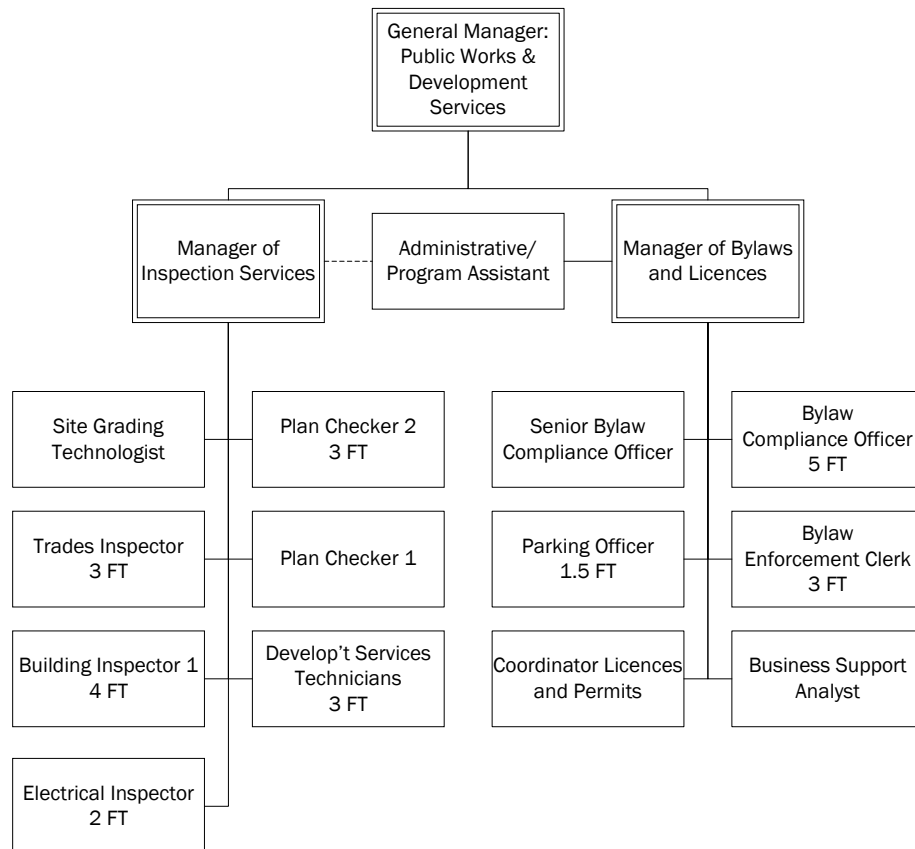 General Manager:
Public Works &
Development
Services
Manager of
Inspection Services
Administrative/
Program Assistant
Manager of Bylaws
and Licences
Site Grading
Technologist
Plan Checker 2
3 FT
Senior Bylaw
Compliance Officer
Bylaw
Compliance Officer
5 FT
Trades Inspector
3 FT
Plan Checker 1
Parking Officer
1.5 FT
Bylaw
Enforcement Clerk
3 FT
Building Inspector 1
4 FT
Develop't Services
Technicians
3 FT
Coordinator Licences
and Permits
Business Support
Analyst
Electrical Inspector
2 FT